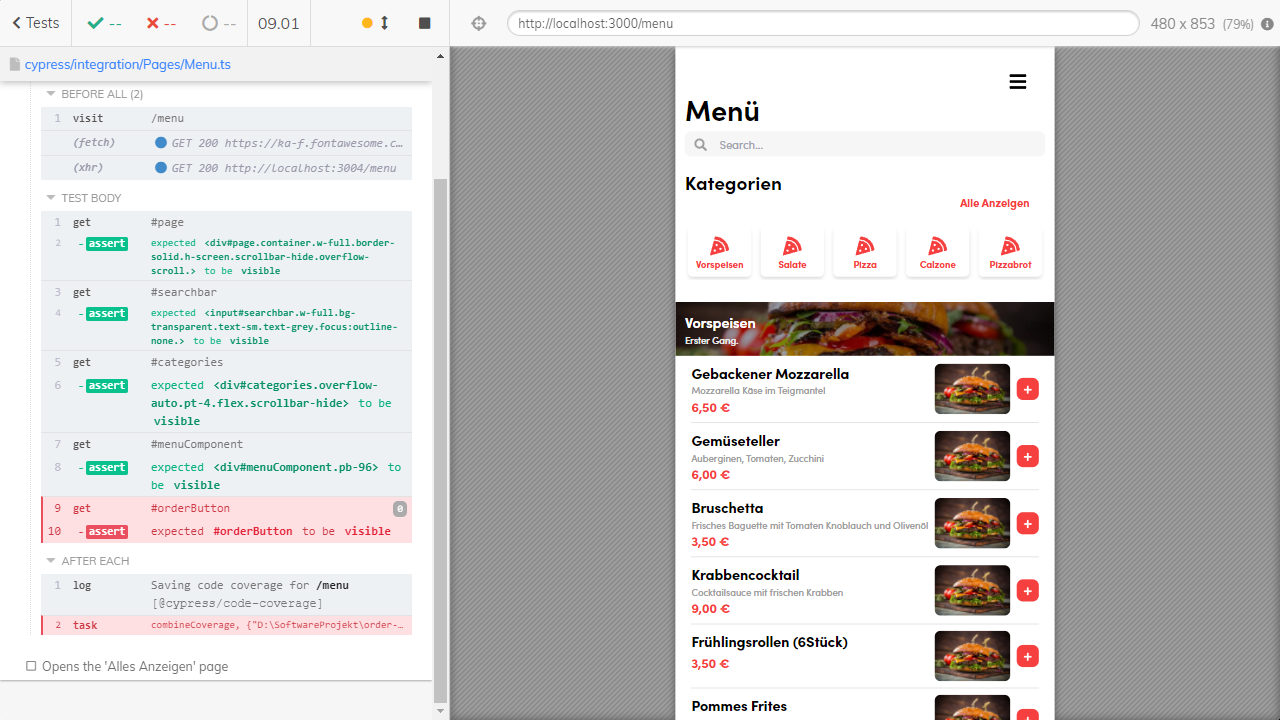 Tests
--
--
--
09.01
http://localhost:3000/menu
480 x 853 (79%)
cypress/integration/Pages/Menu.ts
BEFORE ALL (2)
1 visit /menu
(fetch) GET 200 https://ka-f.fontawesome.c…
(xhr) GET 200 http://localhost:3004/menu
TEST BODY
1 get #page
2 -assert expected <div#page.container.w-full.border-
solid.h-screen.scrollbar-hide.overflow-
scroll.> to be visible
3 get #searchbar
4 -assert expected <input#searchbar.w-full.bg-
transparent.text-sm.text-grey.focus:outline-
none.> to be visible
5 get #categories
6 -assert expected <div#categories.overflow-
auto.pt-4.flex.scrollbar-hide> to be
visible
7 get #menuComponent
8 -assert expected <div#menuComponent.pb-96> to
be visible
9 get #orderButton 0
10 -assert expected #orderButton to be visible
AFTER EACH
1 log Saving code coverage for /menu
[@cypress/code-coverage]
2 task combineCoverage, {"D:\SoftwareProjekt\order-…
Opens the 'Alles Anzeigen' page
Menü
Search...
Kategorien
Alle Anzeigen
Vorspeisen Salate Pizza Calzone Pizzabrot
Vorspeisen
Erster Gang.
Gebackener Mozzarella
Mozzarella Käse im Teigmantel
6,50 €
+
Gemüseteller
Auberginen, Tomaten, Zucchini
6,00 €
+
Bruschetta
Frisches Baguette mit Tomaten Knoblauch und Olivenöl
3,50 €
+
Krabbencocktail
Cocktailsauce mit frischen Krabben
9,00 €
+
Frühlingsrollen (6Stück)
3,50 €
+
Pommes Frites
+